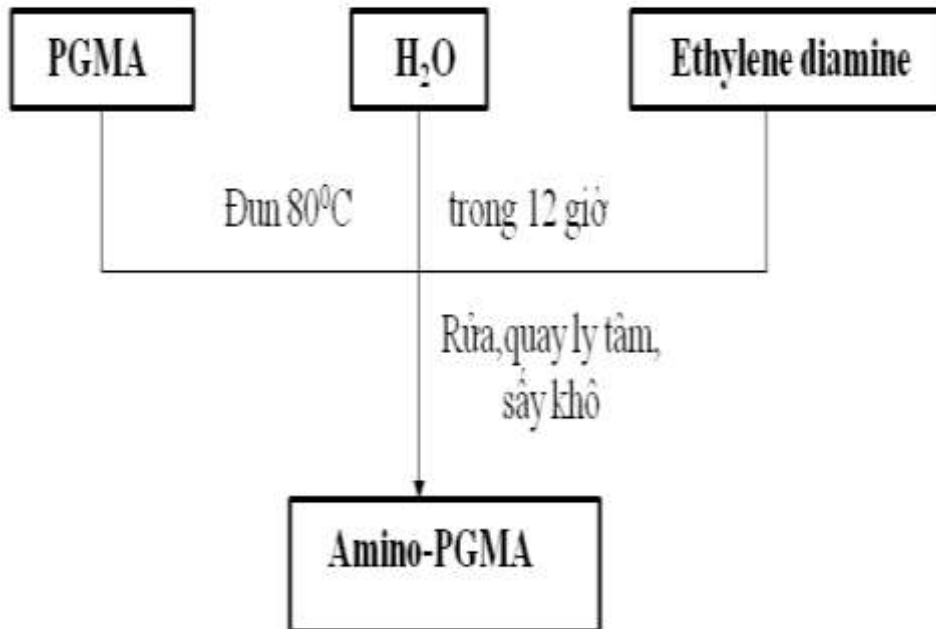 PGMA
H₂O
Ethylene diamine
Đun 80⁰C
trong 12 giờ
Rửa,quay ly tâm,
sấy khô
Amino-PGMA